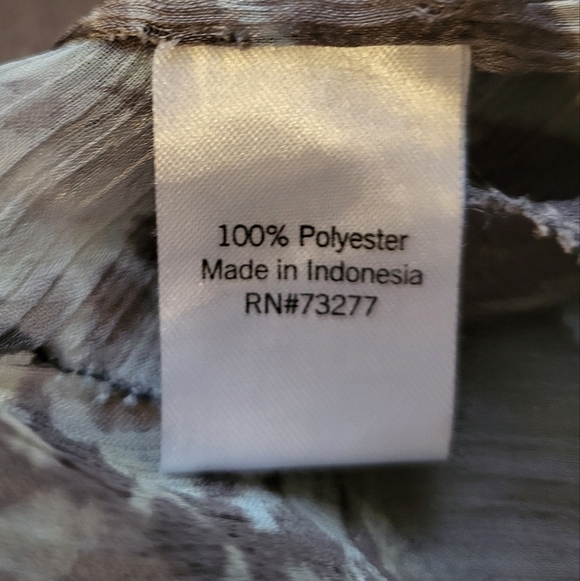 100% Polyester
Made in Indonesia
RN#73277